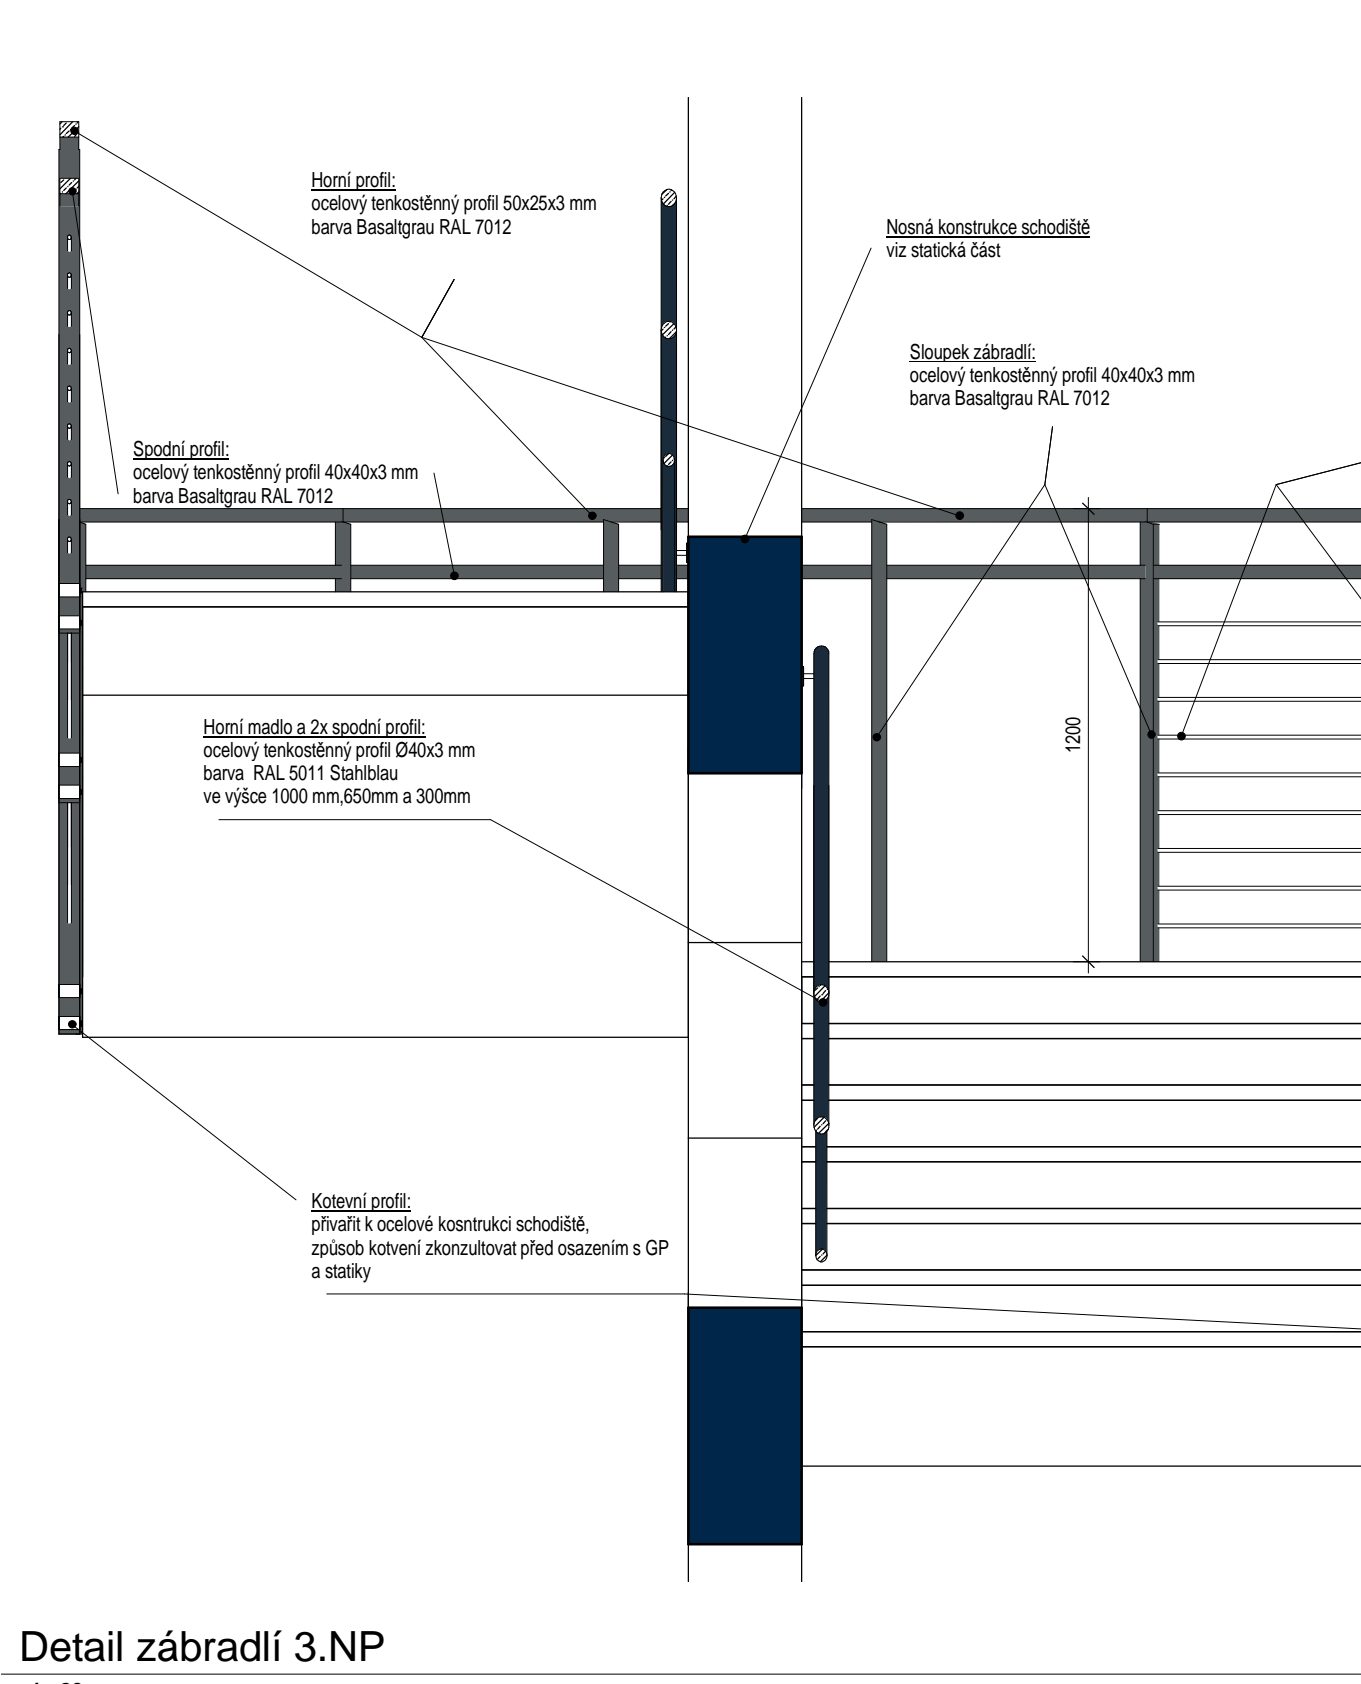 Horní profil:
ocelový tenkostěnný profil 50x25x3 mm
barva Basaltgrau RAL 7012
Nosná konstrukce schodiště
viz statická část
Sloupek zábradlí:
ocelový tenkostěnný profil 40x40x3 mm
barva Basaltgrau RAL 7012
Spodní profil:
ocelový tenkostěnný profil 40x40x3 mm
barva Basaltgrau RAL 7012
Horní madlo a 2x spodní profil:
ocelový tenkostěnný profil Ø40x3 mm
barva  RAL 5011 Stahlblau
ve výšce 1000 mm,650mm a 300mm
1200
Kotevní profil:
přivařit k ocelové kosntrukci schodiště,
způsob kotvení zkonzultovat před osazením s GP
a statiky
Detail zábradlí 3.NP